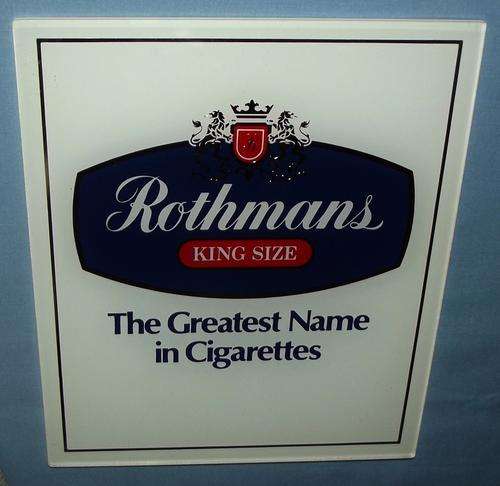 Rothmans
KING SIZE
The Greatest Name
in Cigarettes